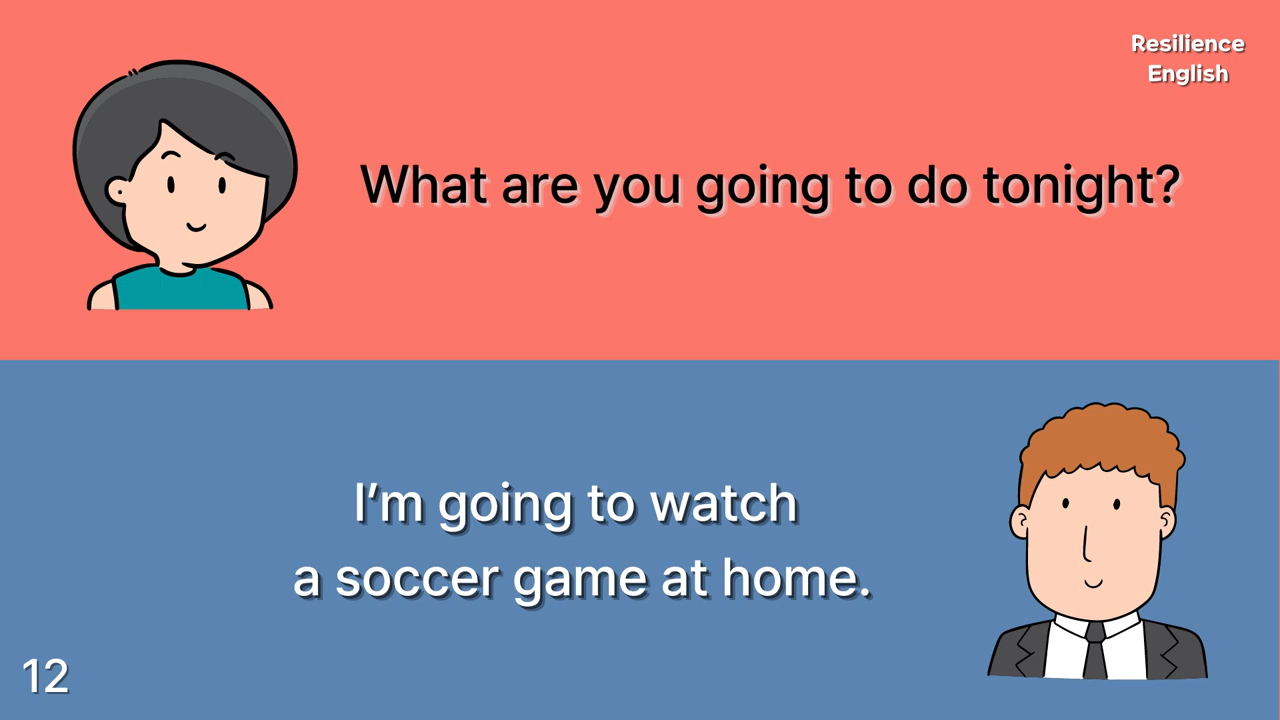 Resilience
English
What are you going to do tonight?
I’m going to watch
a soccer game at home.
12